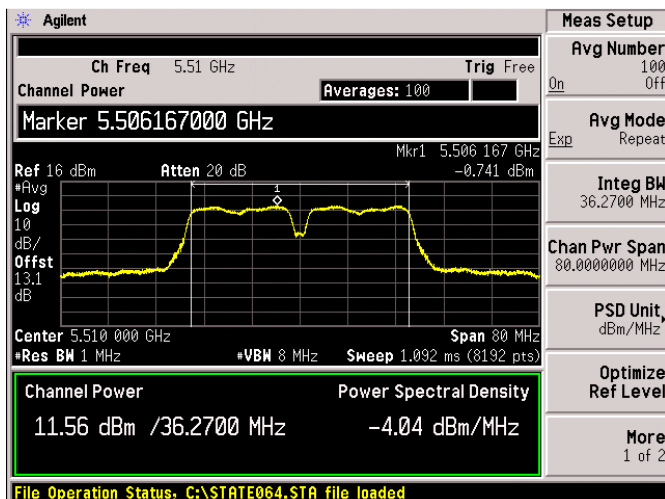 Agilent
Meas Setup
Ch Freq 5.51 GHz Trig Free
Channel Power Averages: 100
Marker 5.506167000 GHz
Mkr1 5.506 167 GHz
Ref 16 dBm Atten 20 dB -0.741 dBm
#Avg
Log
10
dB/
Offst
13.1
dB
1
Center 5.510 000 GHz Span 80 MHz
#Res BW 1 MHz #VBW 8 MHz Sweep 1.092 ms (8192 pts)
Channel Power Power Spectral Density
11.56 dBm /36.2700 MHz -4.04 dBm/MHz
File Operation Status, C:\STATE064.STA file loaded
Avg Number
100
On Off
Avg Mode
Exp Repeat
Integ BW
36.2700 MHz
Chan Pwr Span
80.0000000 MHz
PSD Unit
dBm/MHz
Optimize
Ref Level
More
1 of 2